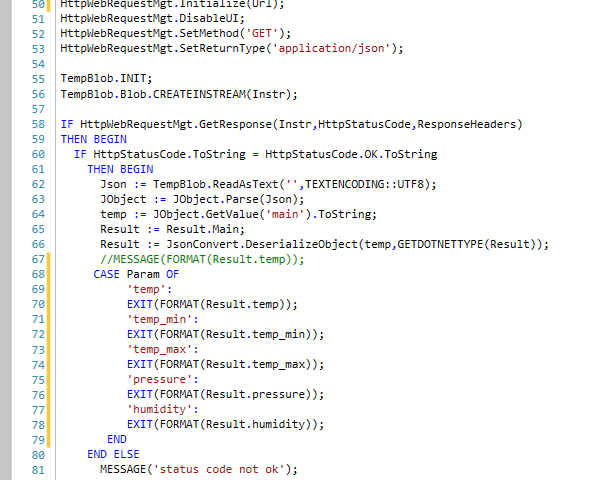 50 HttpWebRequestMgt.Initialize(Url);
51 HttpWebRequestMgt.DisableUI;
52 HttpWebRequestMgt.SetMethod('GET');
53 HttpWebRequestMgt.SetReturnType('application/json');
54
55 TempBlob.INIT;
56 TempBlob.Blob.CREATEINSTREAM(Instr);
57
58 IF HttpWebRequestMgt.GetResponse(Instr,HttpStatusCode,ResponseHeaders)
59 THEN BEGIN
60 IF HttpStatusCode.ToString = HttpStatusCode.OK.ToString
61 THEN BEGIN
62 Json := TempBlob.ReadAsText('',TEXTENCODING::UTF8);
63 JObject := JObject.Parse(Json);
64 temp := JObject.GetValue('main').ToString;
65 Result := Result.Main;
66 Result := JsonConvert.DeserializeObject(temp,GETDOTNETTYPE(Result));
67 //MESSAGE(FORMAT(Result.temp));
68 CASE Param OF
69 'temp':
70 EXIT(FORMAT(Result.temp));
71 'temp_min':
72 EXIT(FORMAT(Result.temp_min));
73 'temp_max':
74 EXIT(FORMAT(Result.temp_max));
75 'pressure':
76 EXIT(FORMAT(Result.pressure));
77 'humidity':
78 EXIT(FORMAT(Result.humidity));
79 END
80 END ELSE
81 MESSAGE('status code not ok');